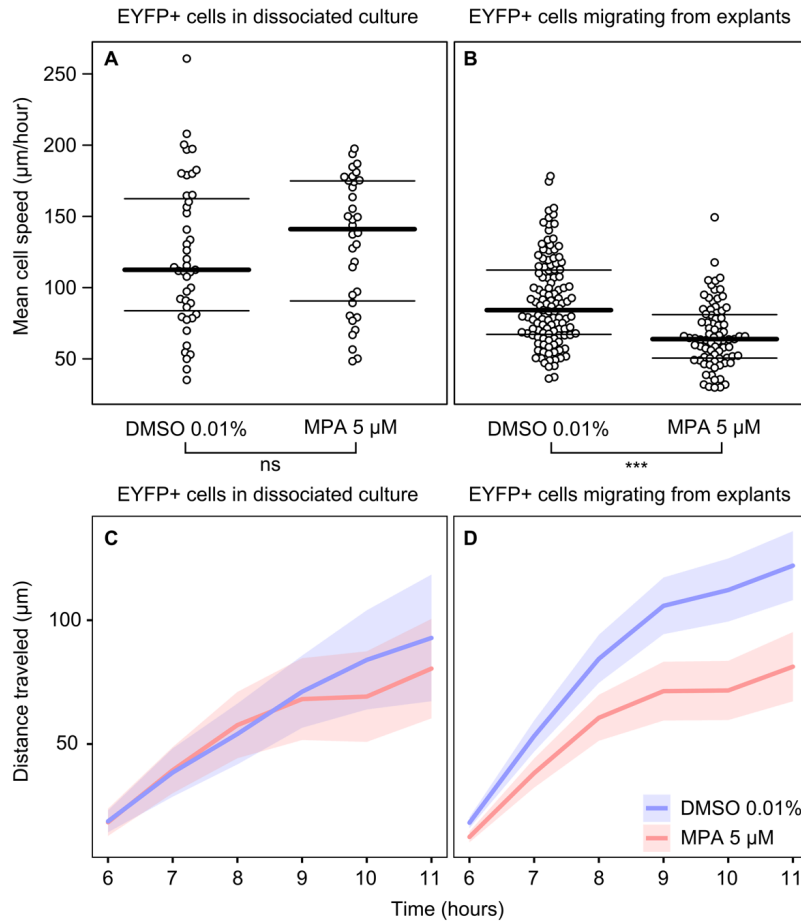 EYFP+ cells in dissociated culture
EYFP+ cells migrating from explants
A
B
Mean cell speed (μm/hour)
250
200
150
100
50
DMSO 0.01%
MPA 5 μM
DMSO 0.01%
MPA 5 μM
ns
***
EYFP+ cells in dissociated culture
EYFP+ cells migrating from explants
C
D
Distance traveled (μm)
100
50
DMSO 0.01%
MPA 5 μM
6 7 8 9 10 11
6 7 8 9 10 11
Time (hours)